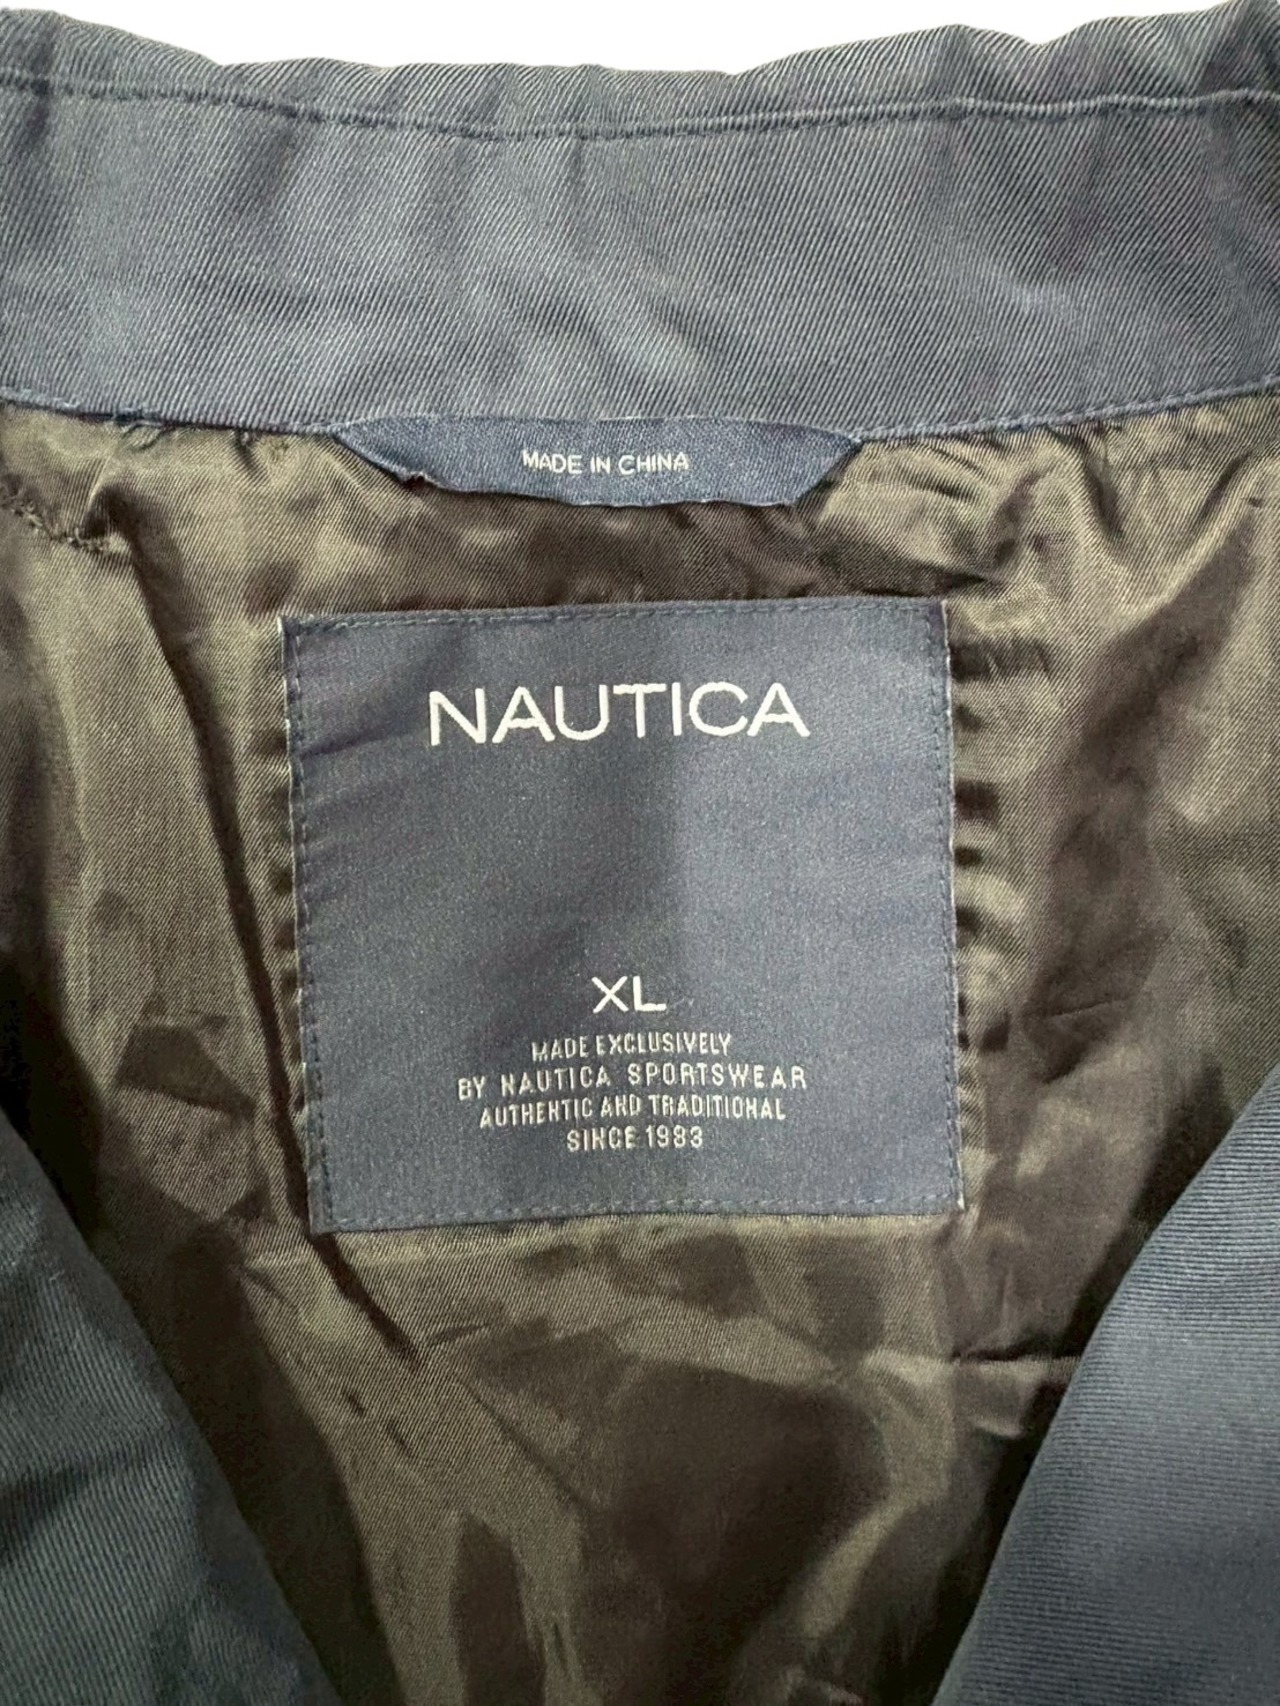 MADE IN CHINA
NAUTICA
XL
MADE EXCLUSIVELY
BY NAUTICA SPORTSWEAR
AUTHENTIC AND TRADITIONAL
SINCE 1983